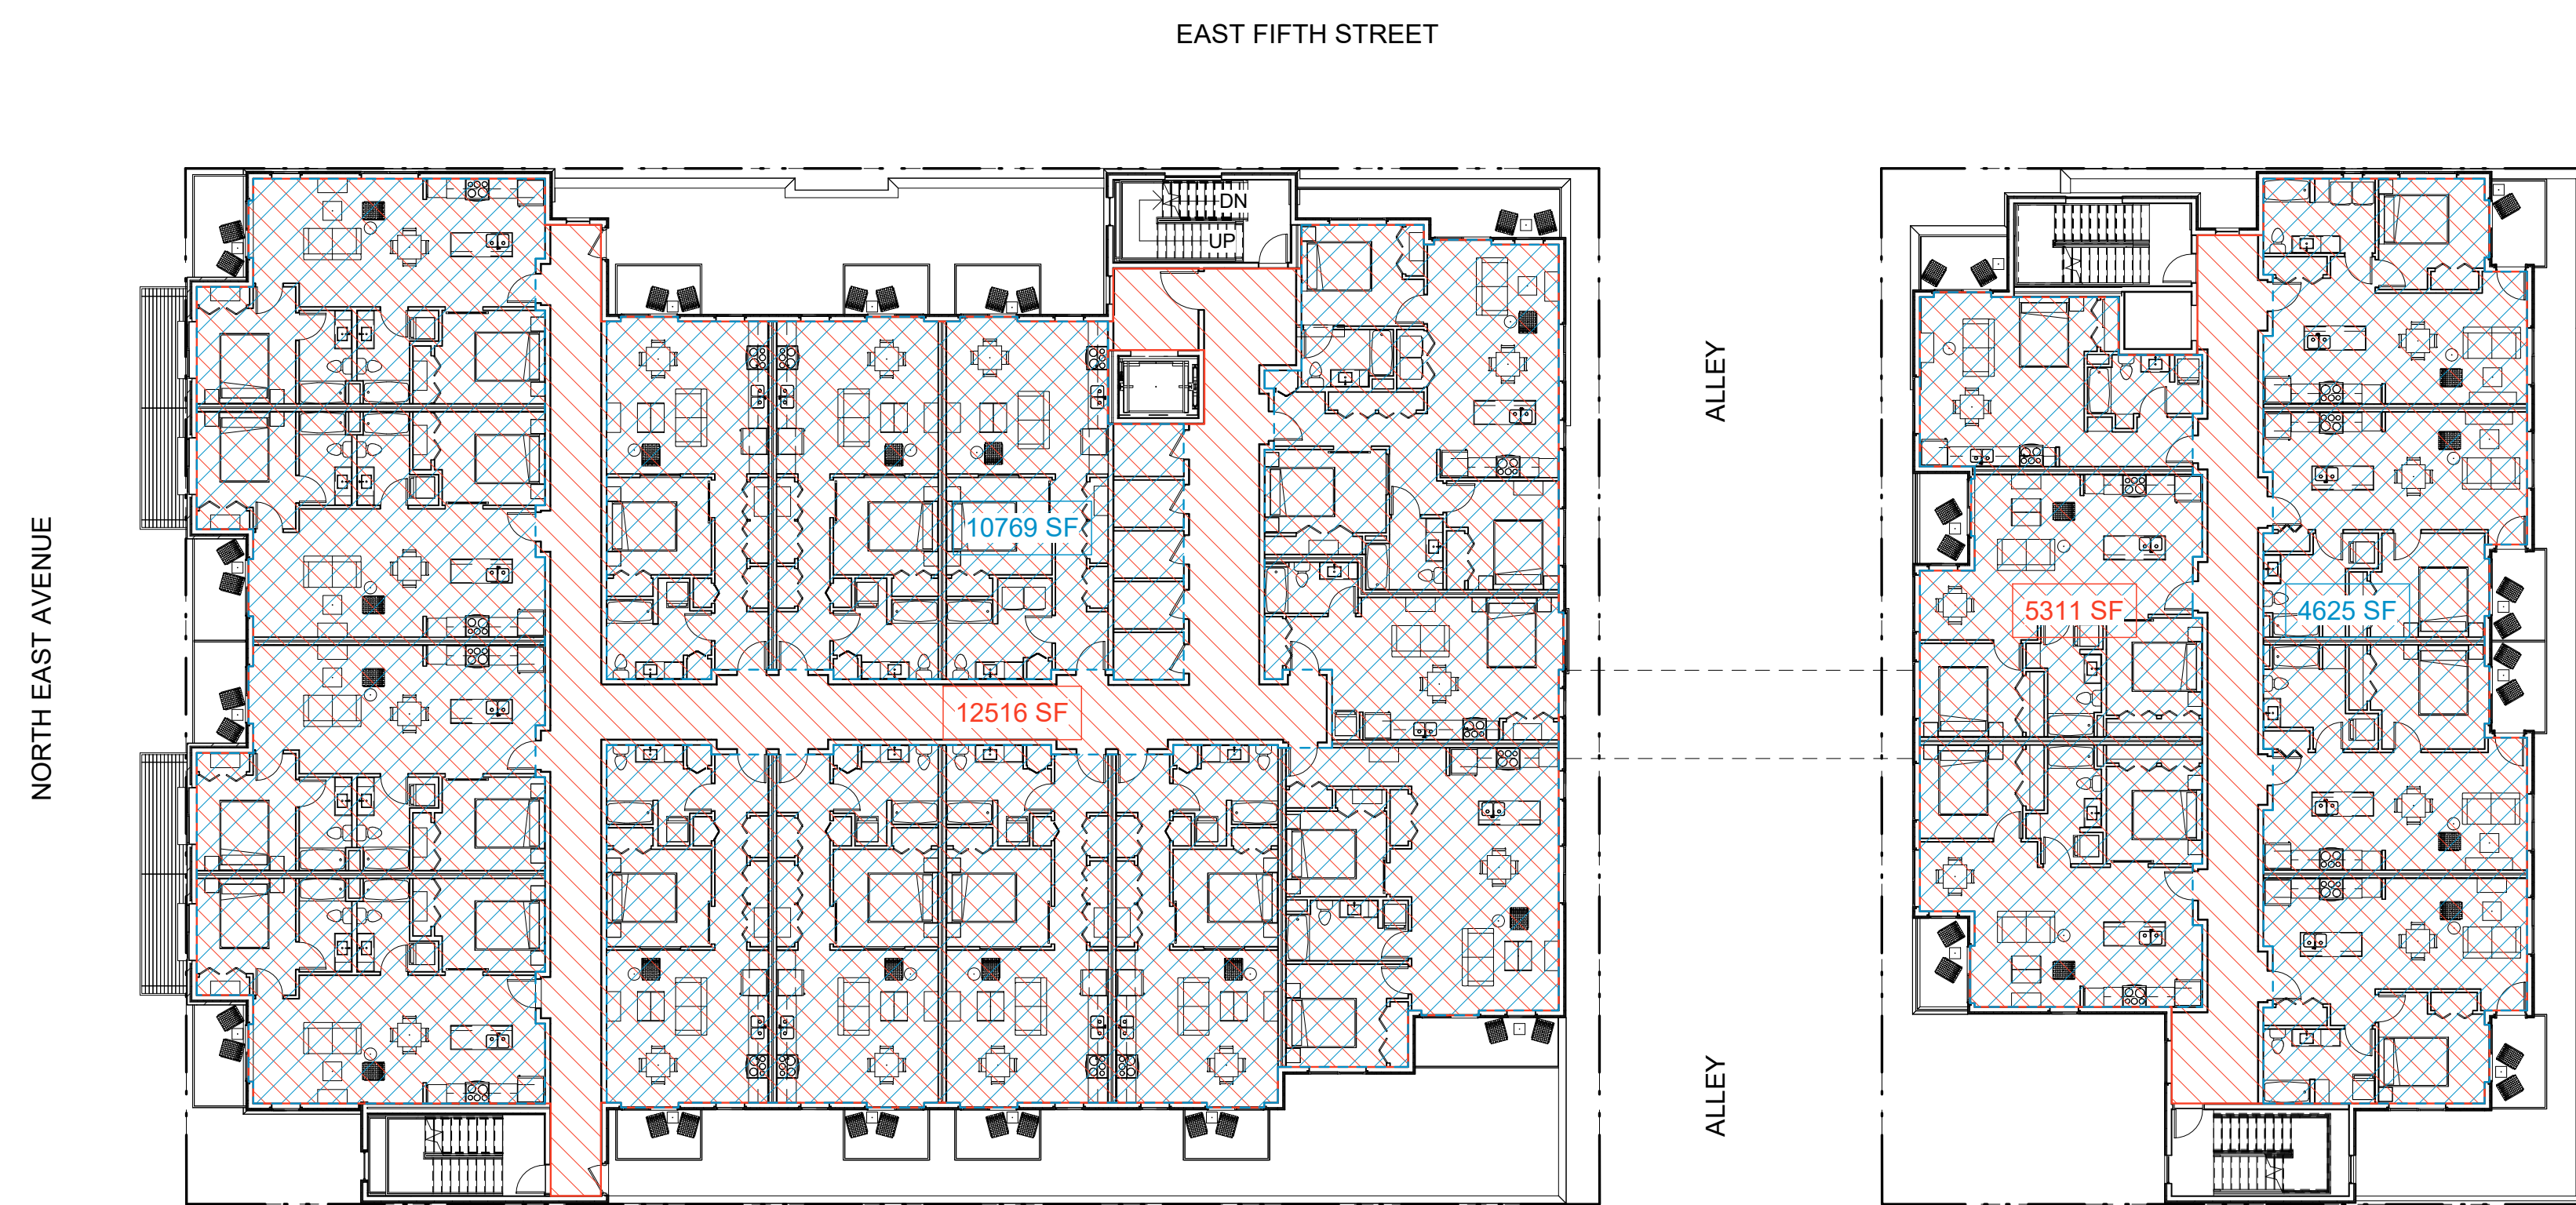 EAST FIFTH STREET
DN
UP
ALLEY
NORTH EAST AVENUE
10769 SF
5311 SF
4625 SF
12516 SF
ALLEY